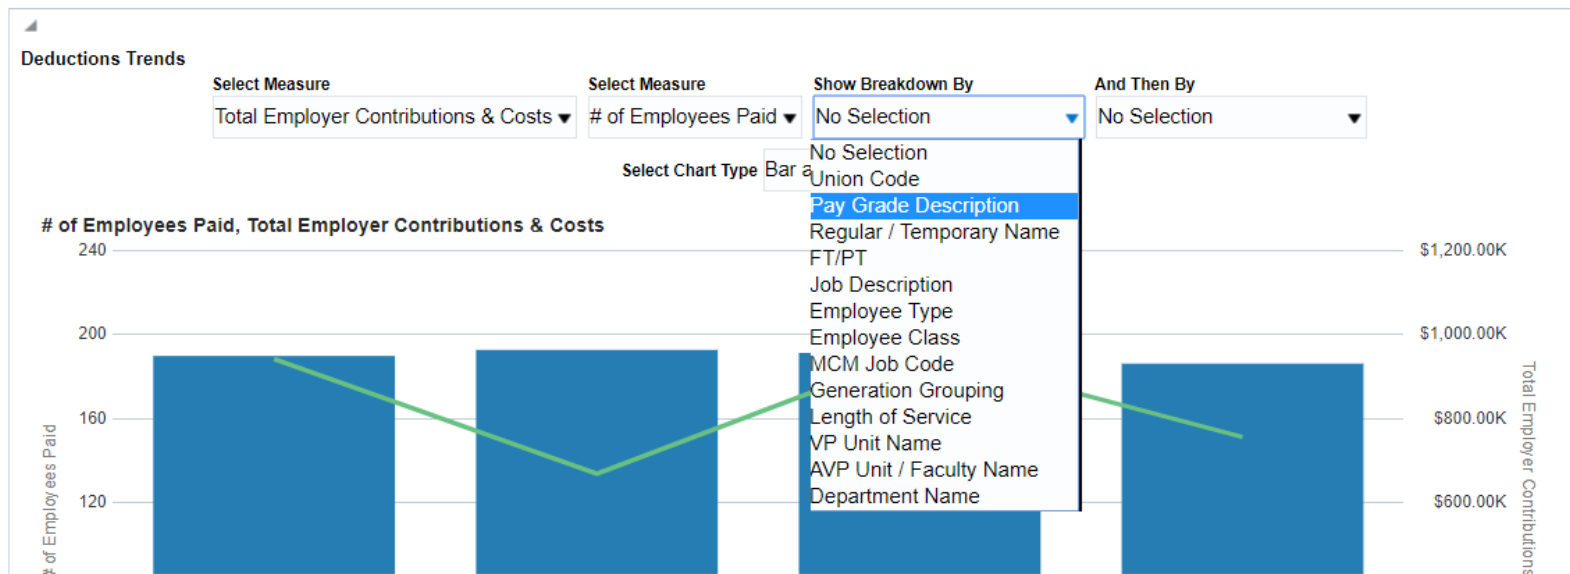 Deductions Trends
Select Measure
Select Measure
Show Breakdown By
And Then By
Total Employer Contributions & Costs
# of Employees Paid
No Selection
No Selection
Select Chart Type
Bar
No Selection
Union Code
Pay Grade Description
Regular / Temporary Name
FT/PT
Job Description
Employee Type
Employee Class
MCM Job Code
Generation Grouping
Length of Service
VP Unit Name
AVP Unit / Faculty Name
Department Name
# of Employees Paid, Total Employer Contributions & Costs
240
200
160
120
# of Employees Paid
$1,200.00K
$1,000.00K
$800.00K
$600.00K
Total Employer Contributions